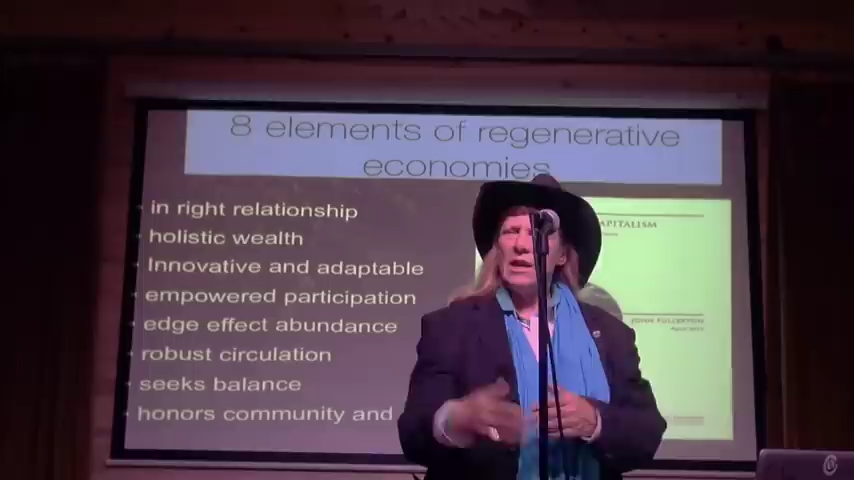 8 elements of regenerative
economies
in right relationship
holistic wealth
Innovative and adaptable
empowered participation
edge effect abundance
robust circulation
seeks balance
honors community and
APITALISM
JOHN FULLERTON